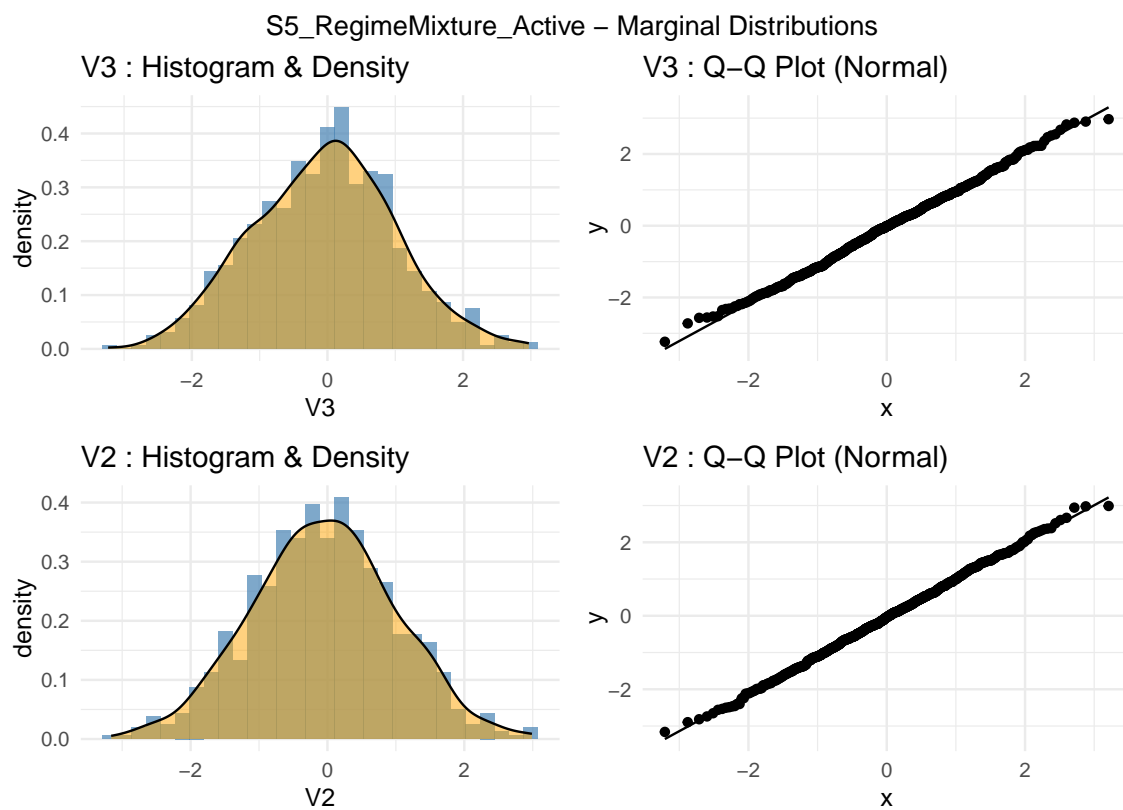 S5_RegimeMixture_Active − Marginal Distributions
V3 : Histogram & Density
V3 : Q−Q Plot (Normal)
density
0.4
0.3
0.2
0.1
0.0
−2
0
2
V3
y
2
0
−2
−2
0
2
x
V2 : Histogram & Density
V2 : Q−Q Plot (Normal)
density
0.4
0.3
0.2
0.1
0.0
−2
0
2
V2
y
2
0
−2
−2
0
2
x